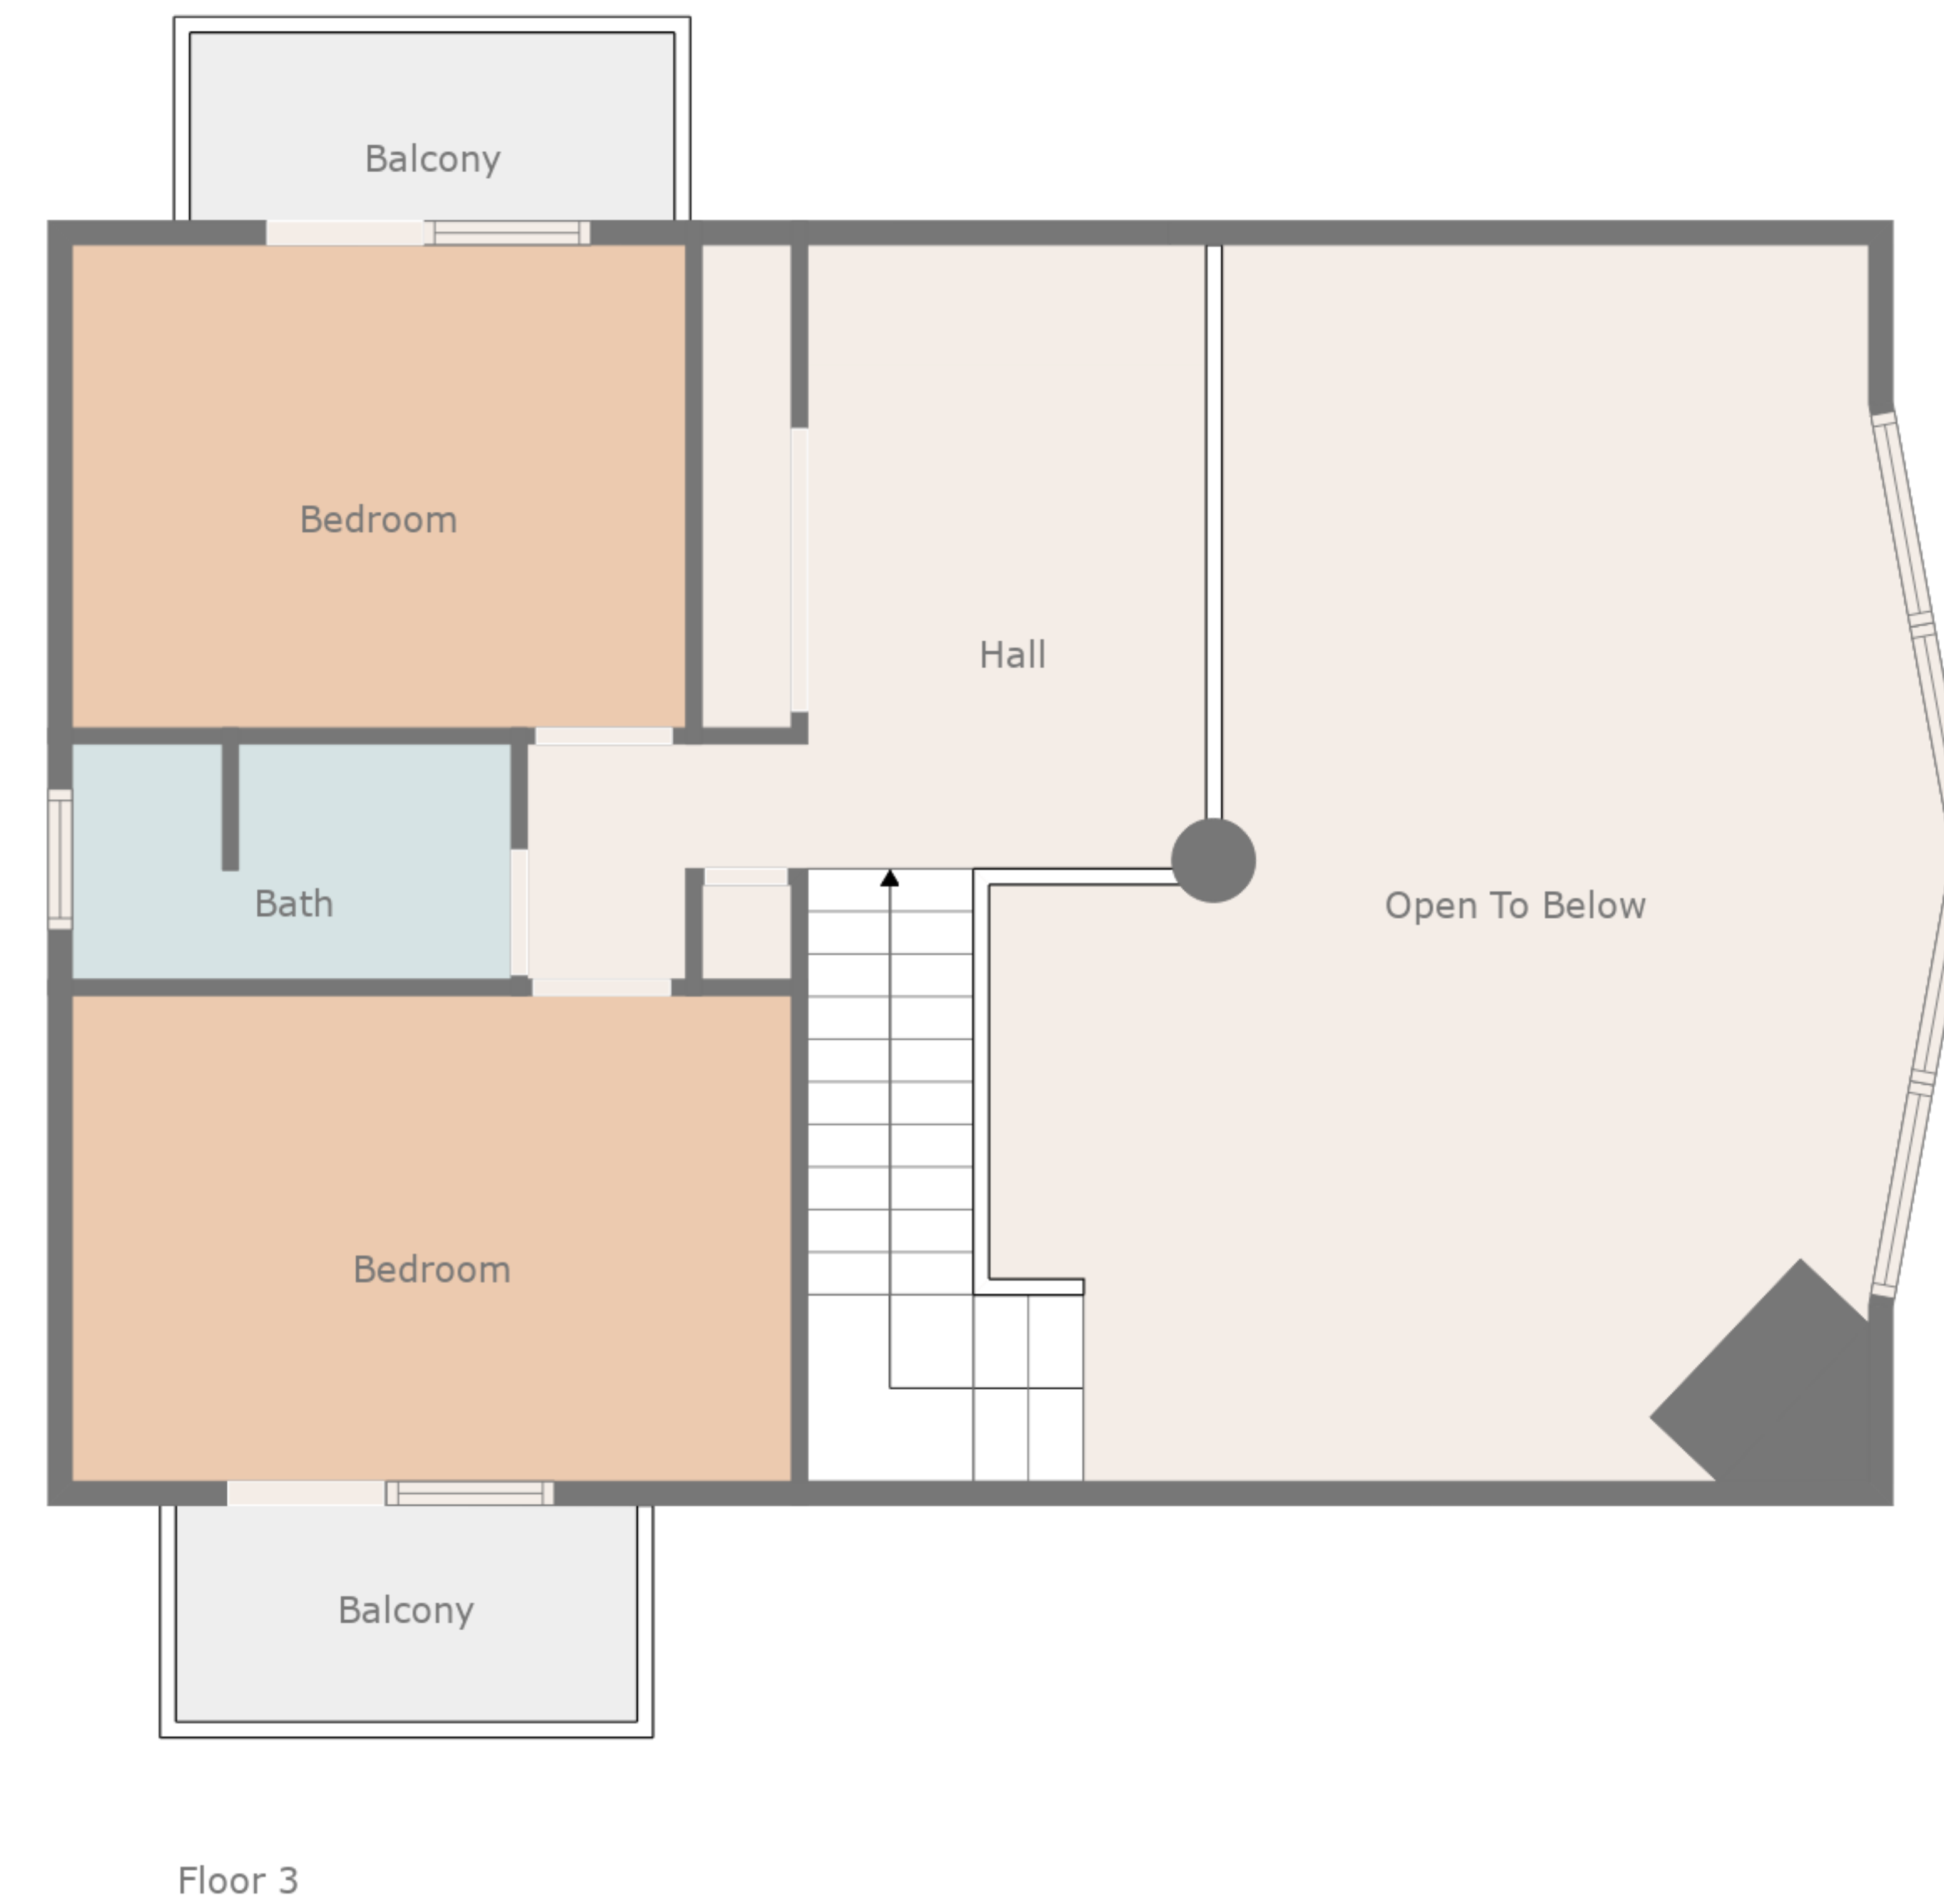 Balcony
Bedroom
Hall
Bath
Open To Below
Bedroom
Balcony
Floor 3